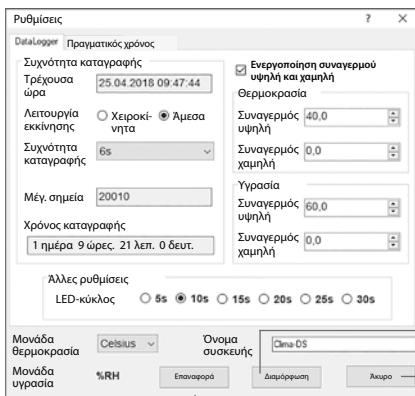 Ρυθμίσεις ? ×
DataLogger Πραγματικός χρόνος
Συχνότητα καταγραφής
Τρέχουσα
ώρα
25.04.2018 09:47:44
Λειτουργία
εκκίνησης
Χειροκί-
νητα
Άμεσα
Συχνότητα
καταγραφής
6s
Μέγ. σημεία
20010
Χρόνος καταγραφής
1 ημέρα 9 ώρες. 21 λεπ. 0 δευτ.
Ενεργοποίηση συναγερμού
υψηλή και χαμηλή
Θερμοκρασία
Συναγερμός
υψηλή
40,0
Συναγερμός
χαμηλή
0,0
Υγρασία
Συναγερμός
υψηλή
60,0
Συναγερμός
χαμηλή
0,0
Άλλες ρυθμίσεις
LED-κύκλος 5s 10s 15s 20s 25s 30s
Μονάδα
θερμοκρασία
Celsius
Όνομα
συσκευής
Clima-DS
Μονάδα
υγρασία
%RH
Επαναφορά
Διαμόρφωση
Άκυρο